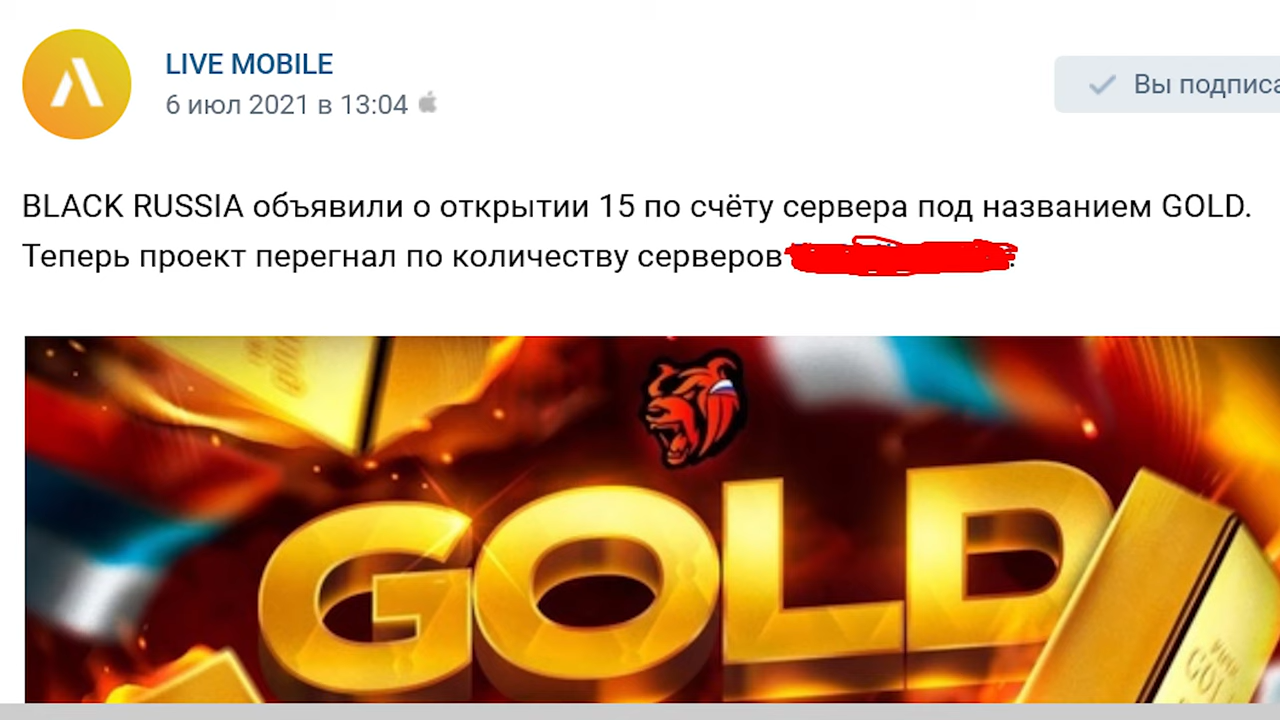 LIVE MOBILE
6 июл 2021 в 13:04
Вы подписа
BLACK RUSSIA объявили о открытии 15 по счёту сервера под названием GOLD.
Теперь проект перегнал по количеству серверов
GOLD